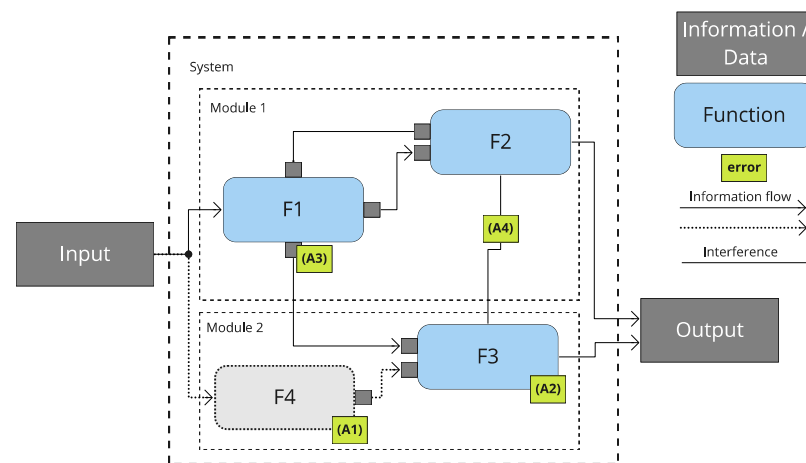 System
Module 1
F2
F1
(A3)
(A4)
Input
Module 2
F3
F4
(A1)
(A2)
Output
Information /
Data
Function
error
Information flow
Interference